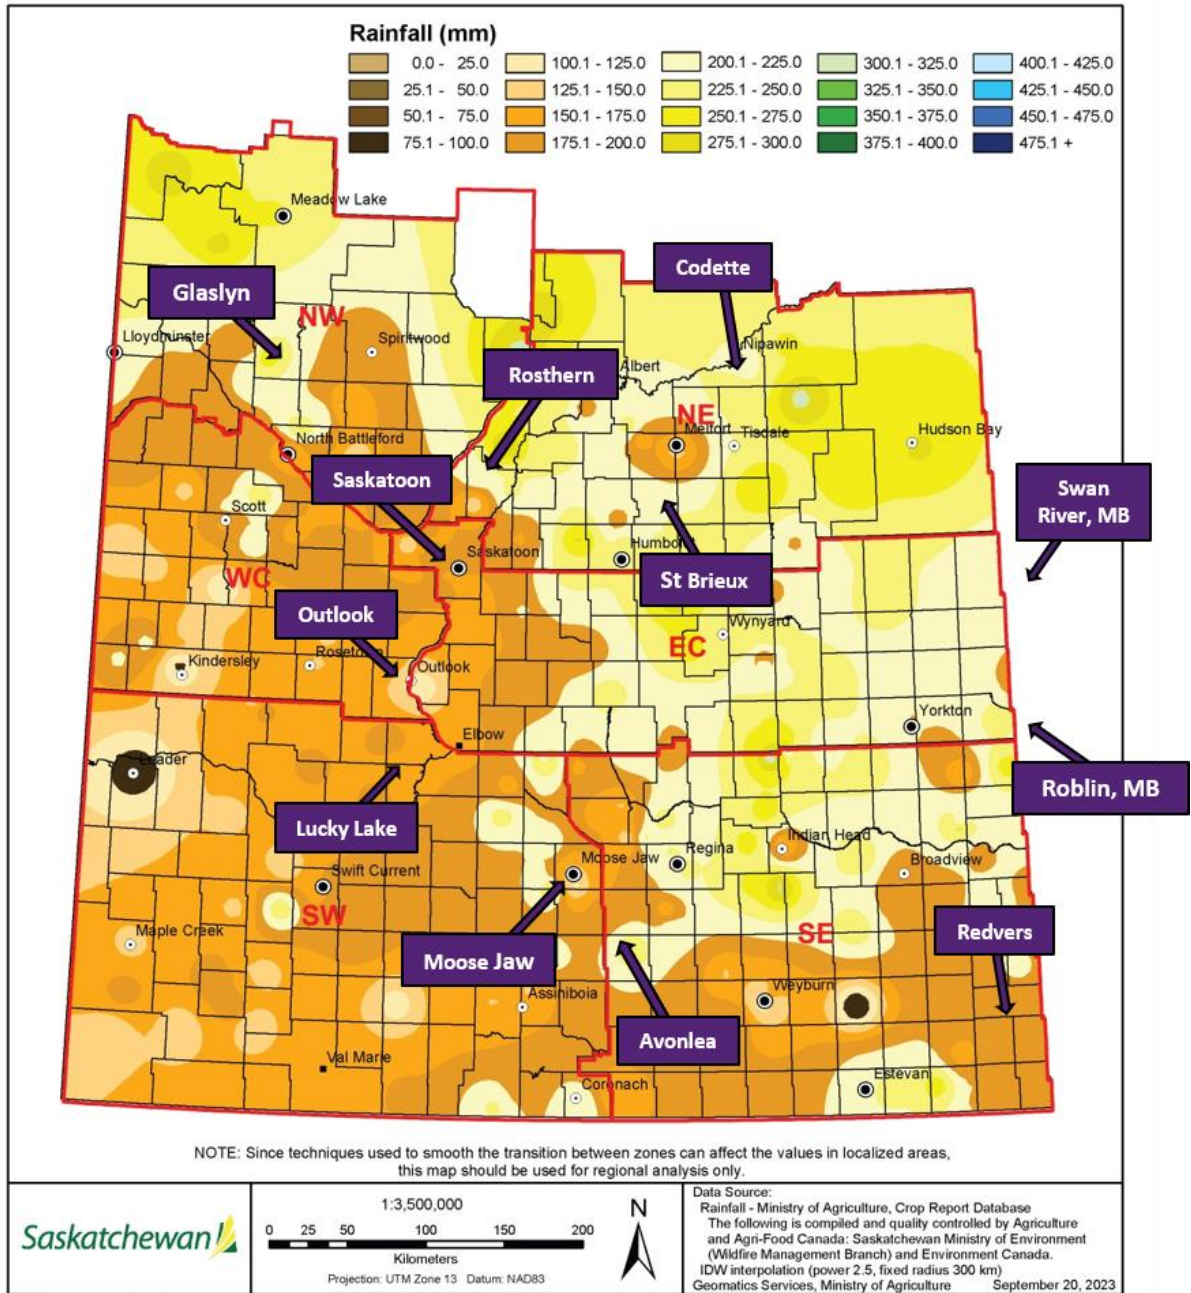 Rainfall (mm)
0.0 - 25.0
25.1 - 50.0
50.1 - 75.0
75.1 - 100.0
100.1 - 125.0
125.1 - 150.0
150.1 - 175.0
175.1 - 200.0
200.1 - 225.0
225.1 - 250.0
250.1 - 275.0
275.1 - 300.0
300.1 - 325.0
325.1 - 350.0
350.1 - 375.0
375.1 - 400.0
400.1 - 425.0
425.1 - 450.0
450.1 - 475.0
475.1 +
Meadow Lake
Codette
Glaslyn
NW
Lloydminster
Spiritwood
Nipawin
Rosthern
Albert
NE
Melfort
Tisdale
Hudson Bay
North Battleford
Saskatoon
Swan
River, MB
Scott
Saskatoon
Humboldt
WC
St Brieux
Outlook
Wynyard
EC
Kindersley
Rosetown
Outlook
Yorkton
Elbow
Leader
Roblin, MB
Lucky Lake
Indian Head
Regina
Moose Jaw
Broadview
Swift Current
SW
Maple Creek
SE
Redvers
Moose Jaw
Assiniboia
Weyburn
Avonlea
Val Marie
Estevan
Coronach
NOTE: Since techniques used to smooth the transition between zones can affect the values in localized areas,
this map should be used for regional analysis only.
Saskatchewan
1:3,500,000
0 25 50 100 150 200
Kilometers
Projection: UTM Zone 13 Datum: NAD83
N
Data Source:
Rainfall - Ministry of Agriculture, Crop Report Database
The following is compiled and quality controlled by Agriculture
and Agri-Food Canada: Saskatchewan Ministry of Environment
(Wildfire Management Branch) and Environment Canada.
IDW interpolation (power 2.5, fixed radius 300 km)
Geomatics Services, Ministry of Agriculture September 20, 2023